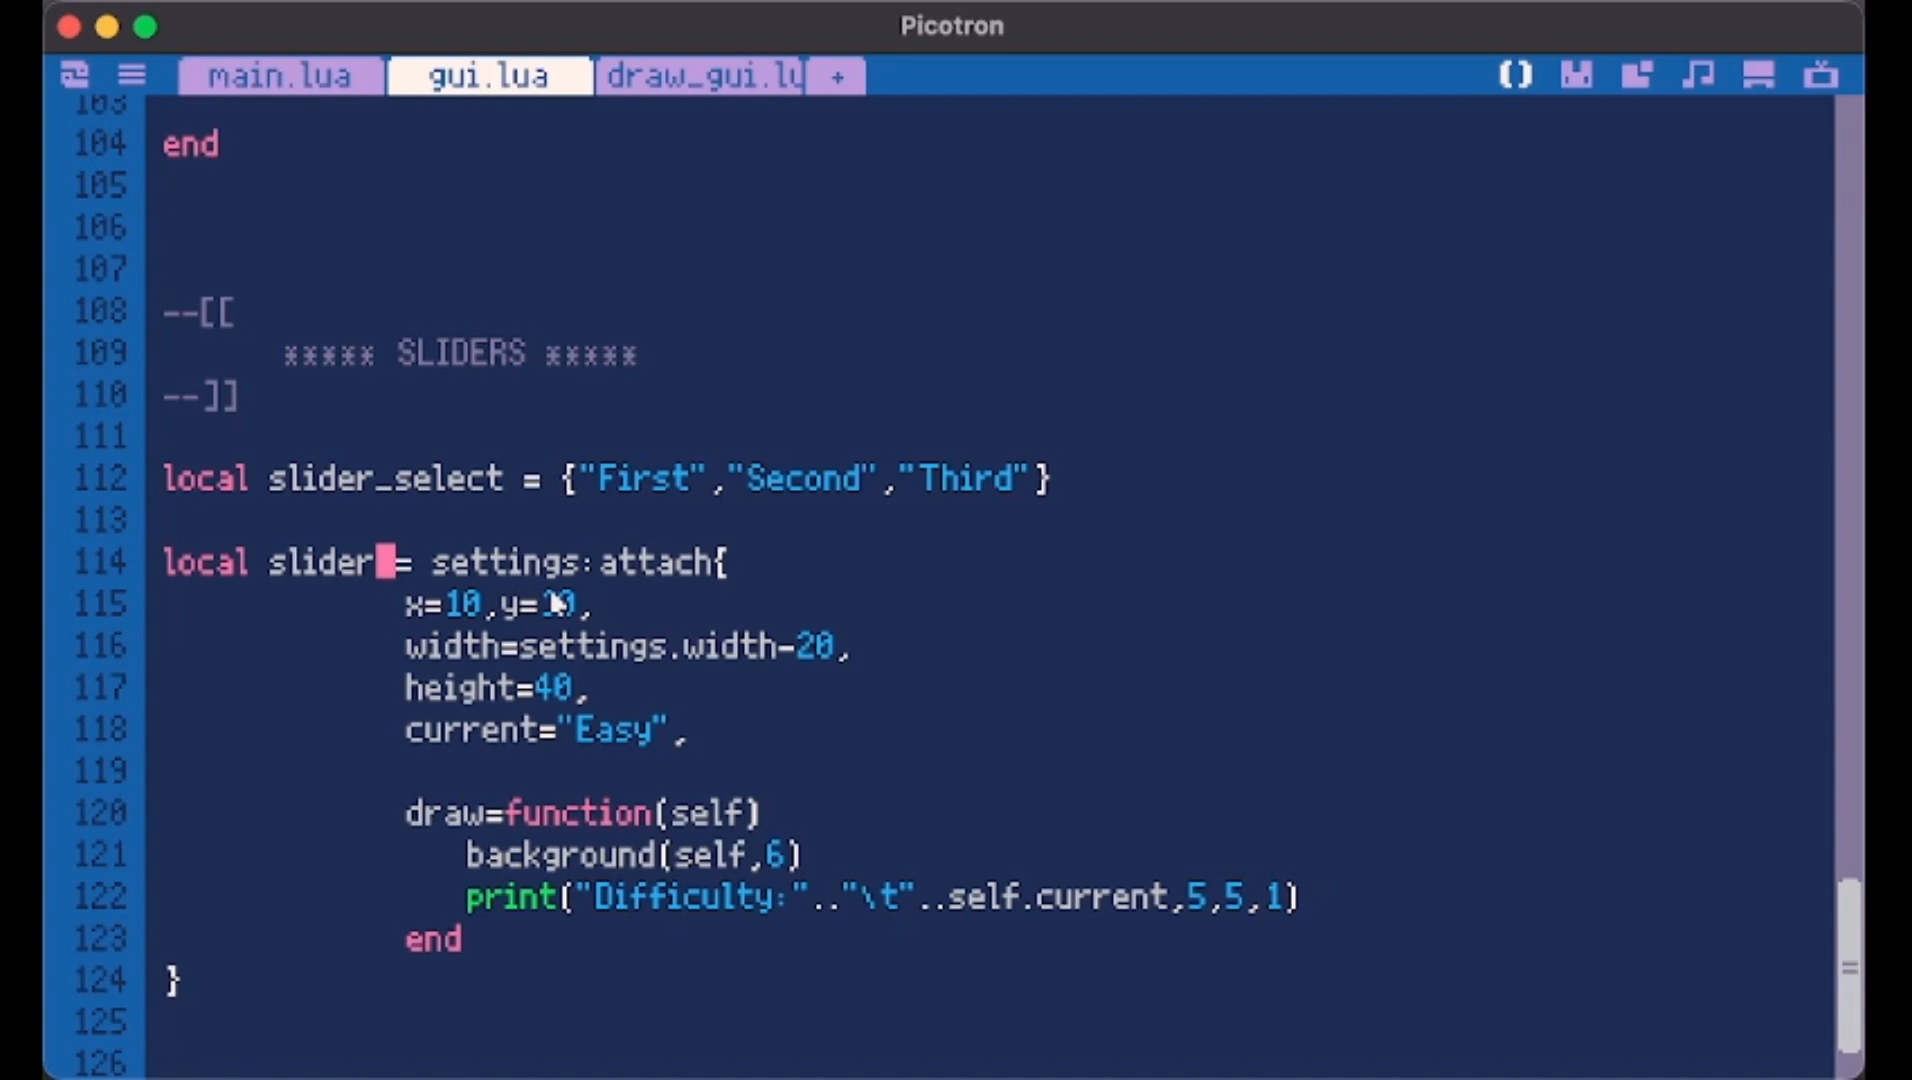 Picotron
main.lua gui.lua draw_gui.lu +
103
104 end
105
106
107
108 --[[
109 ***** SLIDERS *****
110 --]]
111
112 local slider_select = {"First","Second","Third"}
113
114 local slider = settings:attach{
115 x=10,y=
116 width=settings.width-20,
117 height=40,
118 current="Easy",
119
120 draw=function(self)
121 background(self,6)
122 print("Difficulty:".."\t"..self.current,5,5,1)
123 end
124 }
125
126